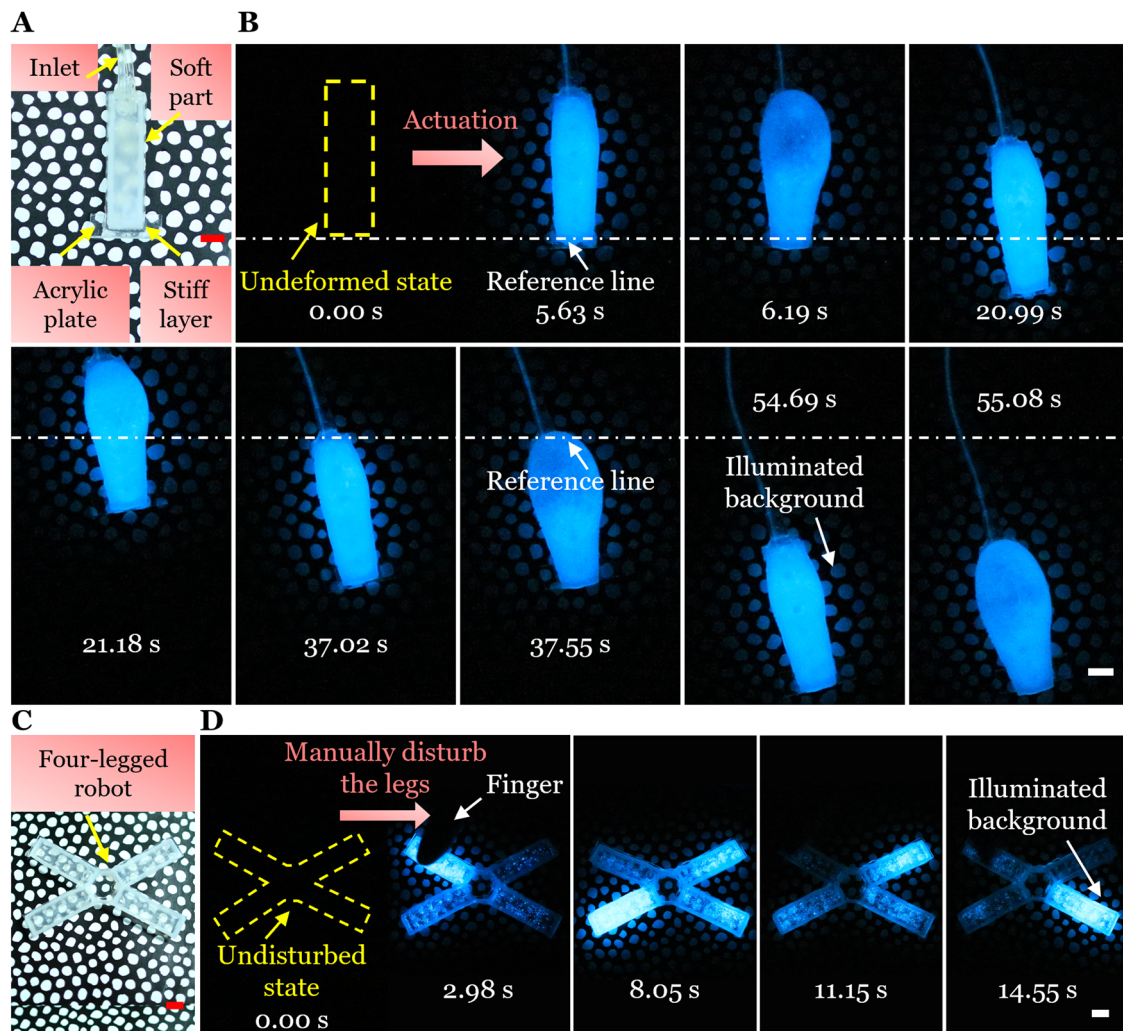 A
B
Inlet
Soft
part
Acrylic
plate
Stiff
layer
Actuation
Undeformed state
0.00 s
Reference line
5.63 s
6.19 s
20.99 s
21.18 s
37.02 s
Reference line
37.55 s
54.69 s
Illuminated
background
55.08 s
C
D
Four-legged
robot
Manually disturb
the legs
Finger
Undisturbed
state
0.00 s
2.98 s
8.05 s
11.15 s
Illuminated
background
14.55 s